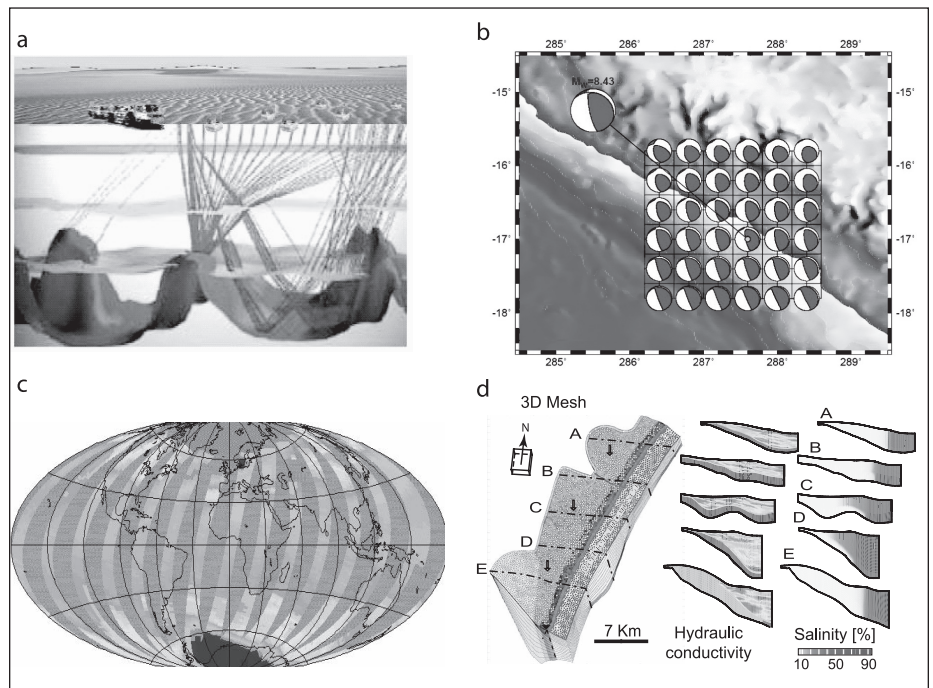 a
b
285˚ 286˚ 287˚ 288˚ 289˚
Mw=8.43
-15˚ -15˚
-16˚ -16˚
-17˚ -17˚
-18˚ -18˚
285˚ 286˚ 287˚ 288˚ 289˚
c
d
3D Mesh
N
A
B
C
D
E
7 Km
Hydraulic
conductivity
A
B
C
D
E
Salinity [%]
10 50 90